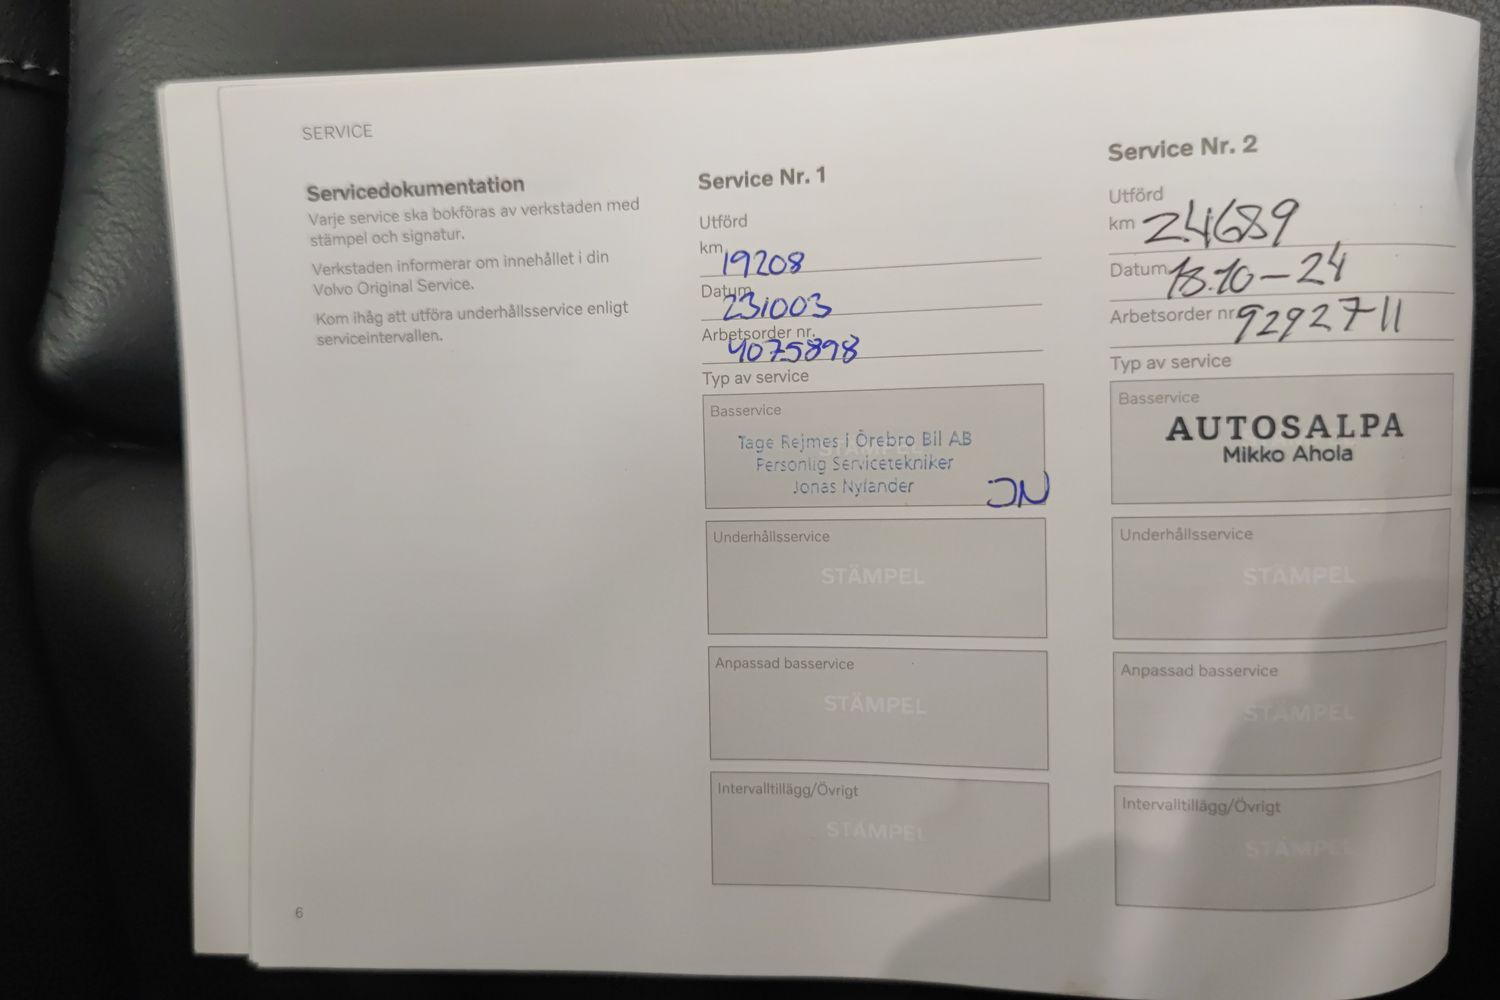 SERVICE
Servicedokumentation
Varje service ska bokföras av verkstaden med
stämpel och signatur.
Verkstaden informerar om innehållet i din
Volvo Original Service.
Kom ihåg att utföra underhållsservice enligt
serviceintervallen.
6
Service Nr. 1
Utförd
km 19208
Datum 231003
Arbetsorder nr. 4075898
Typ av service
Basservice
STÄMPEL
Tage Rejmes i Örebro Bil AB
Personlig Servicetekniker
Jonas Nylander
JN
Underhållsservice
STÄMPEL
Anpassad basservice
STÄMPEL
Intervalltillägg/Övrigt
STÄMPEL
Service Nr. 2
Utförd
km 24689
Datum 18.10-24
Arbetsorder nr 92927-11
Typ av service
Basservice
AUTOSALPA
Mikko Ahola
Underhållsservice
STÄMPEL
Anpassad basservice
STÄMPEL
Intervalltillägg/Övrigt
STÄMPEL